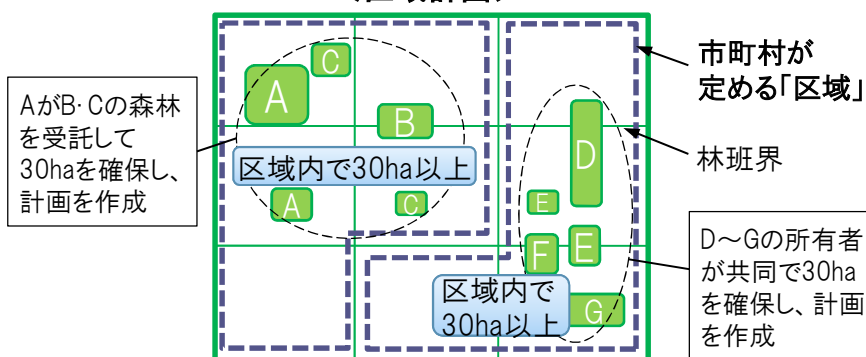 AがB・Cの森林
を受託して
30haを確保し、
計画を作成
A
C
B
区域内で30ha以上
A
C
D
E
F
E
G
区域内で
30ha以上
市町村が
定める「区域」
林班界
D～Gの所有者
が共同で30ha
を確保し、計画
を作成